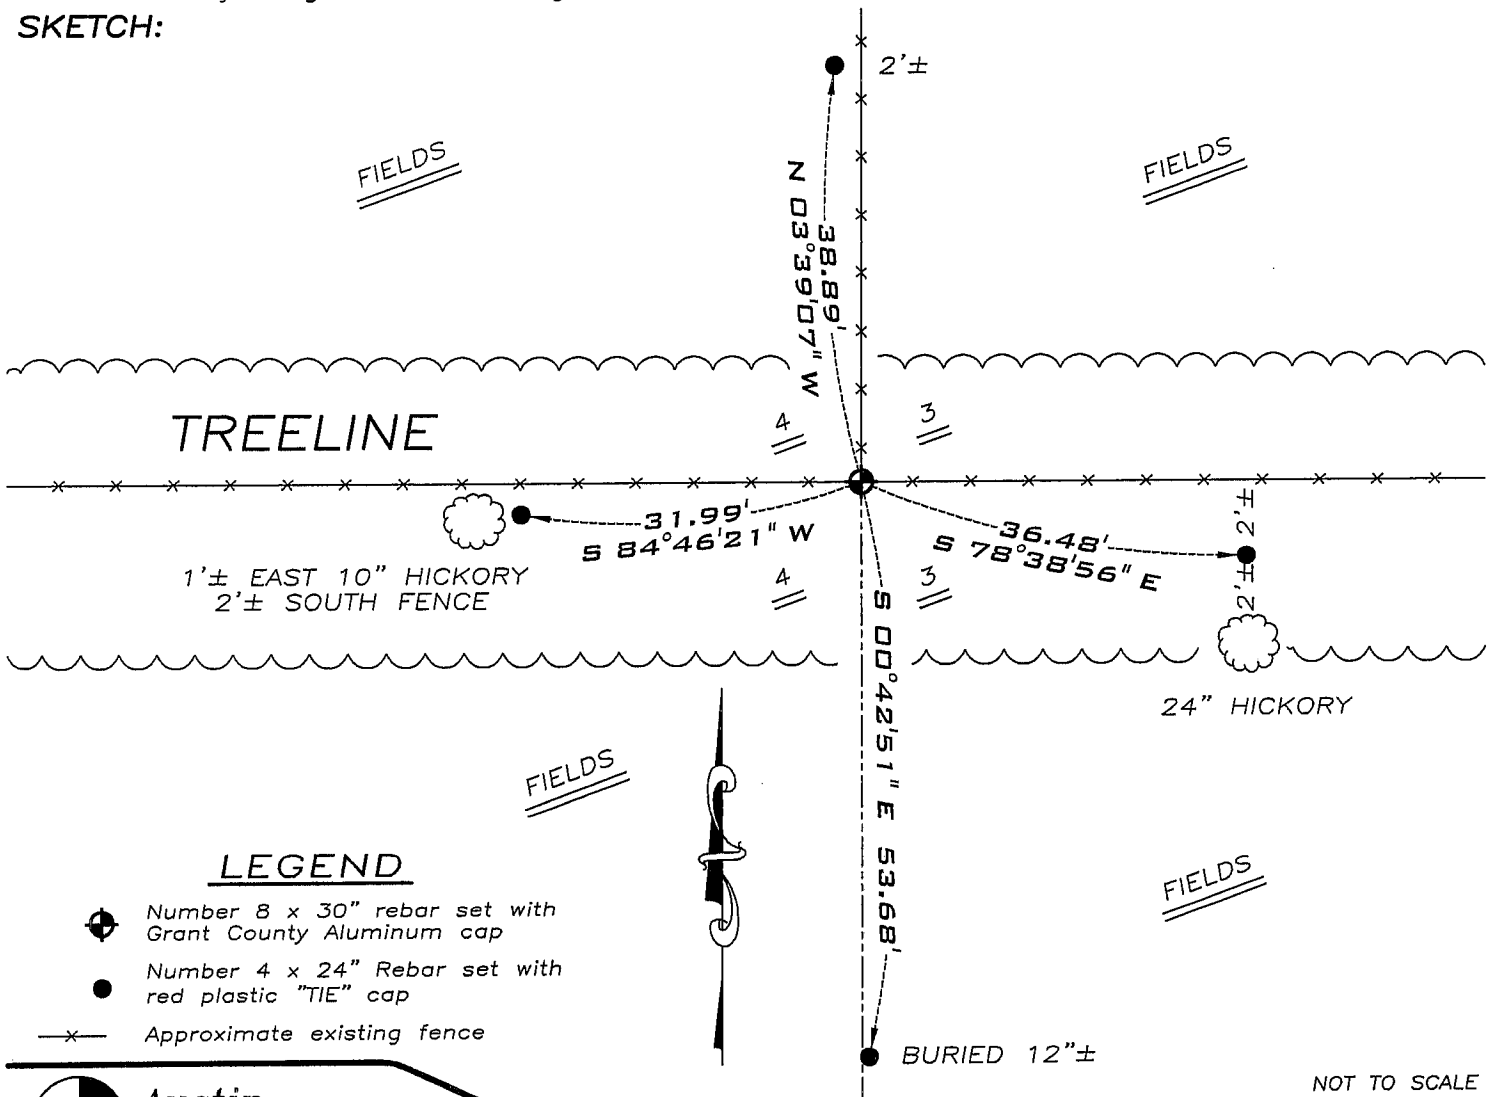 SKETCH:
2'±
FIELDS
FIELDS
N 03°39'07" W
38.89'
TREELINE
4
3
31.99'
S 84°46'21" W
36.48'
S 78°38'56" E
2'±
2'±
1'± EAST 10" HICKORY
2'± SOUTH FENCE
4
3
S 00°42'51" E 53.68'
24" HICKORY
FIELDS
FIELDS
LEGEND
Number 8 x 30" rebar set with
Grant County Aluminum cap
Number 4 x 24" Rebar set with
red plastic "TIE" cap
Approximate existing fence
BURIED 12"±
NOT TO SCALE